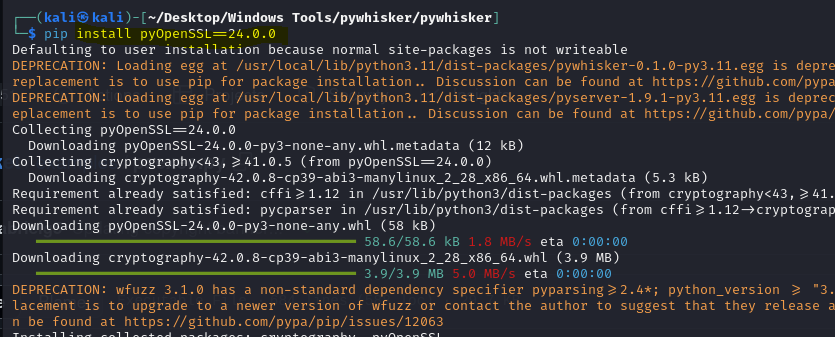 ┌──(kali㉿kali)-[~/Desktop/Windows Tools/pywhisker/pywhisker]
└─$ pip install pyOpenSSL==24.0.0
Defaulting to user installation because normal site-packages is not writeable
DEPRECATION: Loading egg at /usr/local/lib/python3.11/dist-packages/pywhisker-0.1.0-py3.11.egg is depre
replacement is to use pip for package installation.. Discussion can be found at https://github.com/pypa
DEPRECATION: Loading egg at /usr/local/lib/python3.11/dist-packages/pyserver-1.9.1-py3.11.egg is deprec
eplacement is to use pip for package installation.. Discussion can be found at https://github.com/pypa/
Collecting pyOpenSSL==24.0.0
Downloading pyOpenSSL-24.0.0-py3-none-any.whl.metadata (12 kB)
Collecting cryptography<43,>=41.0.5 (from pyOpenSSL==24.0.0)
Downloading cryptography-42.0.8-cp39-abi3-manylinux_2_28_x86_64.whl.metadata (5.3 kB)
Requirement already satisfied: cffi>=1.12 in /usr/lib/python3/dist-packages (from cryptography<43,>=41.
Requirement already satisfied: pycparser in /usr/lib/python3/dist-packages (from cffi>=1.12->cryptograp
Downloading pyOpenSSL-24.0.0-py3-none-any.whl (58 kB)
58.6/58.6 kB 1.8 MB/s eta 0:00:00
Downloading cryptography-42.0.8-cp39-abi3-manylinux_2_28_x86_64.whl (3.9 MB)
3.9/3.9 MB 5.0 MB/s eta 0:00:00
DEPRECATION: wfuzz 3.1.0 has a non-standard dependency specifier pyparsing>=2.4*; python_version >= "3.
lacement is to upgrade to a newer version of wfuzz or contact the author to suggest that they release a
n be found at https://github.com/pypa/pip/issues/12063
Installing collected packages: cryptography, pyOpenSSL